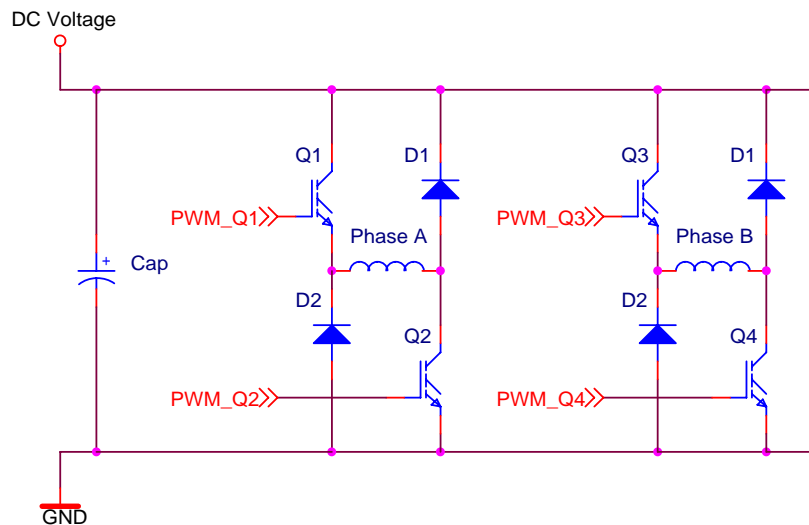 DC Voltage
Q1
D1
Q3
D1
PWM_Q1
PWM_Q3
Phase A
Phase B
+
Cap
D2
D2
Q2
Q4
PWM_Q2
PWM_Q4
GND